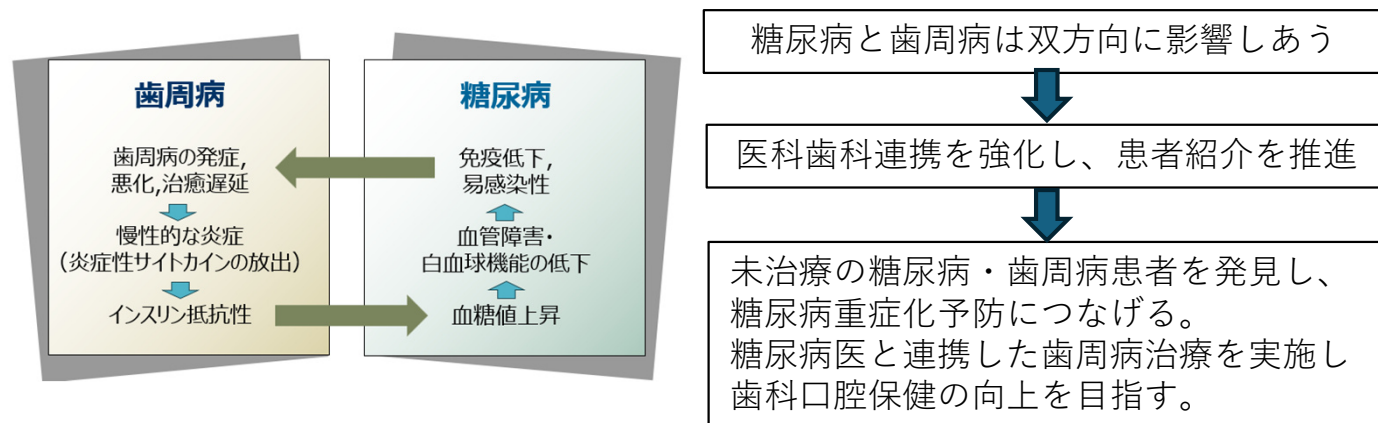 歯周病
歯周病の発症,
悪化,治癒遅延
慢性的な炎症
(炎症性サイトカインの放出)
インスリン抵抗性
糖尿病
免疫低下,
易感染性
血管障害・
白血球機能の低下
血糖値上昇
糖尿病と歯周病は双方向に影響しあう
医科歯科連携を強化し、患者紹介を推進
未治療の糖尿病・歯周病患者を発見し、
糖尿病重症化予防につなげる。
糖尿病医と連携した歯周病治療を実施し
歯科口腔保健の向上を目指す。